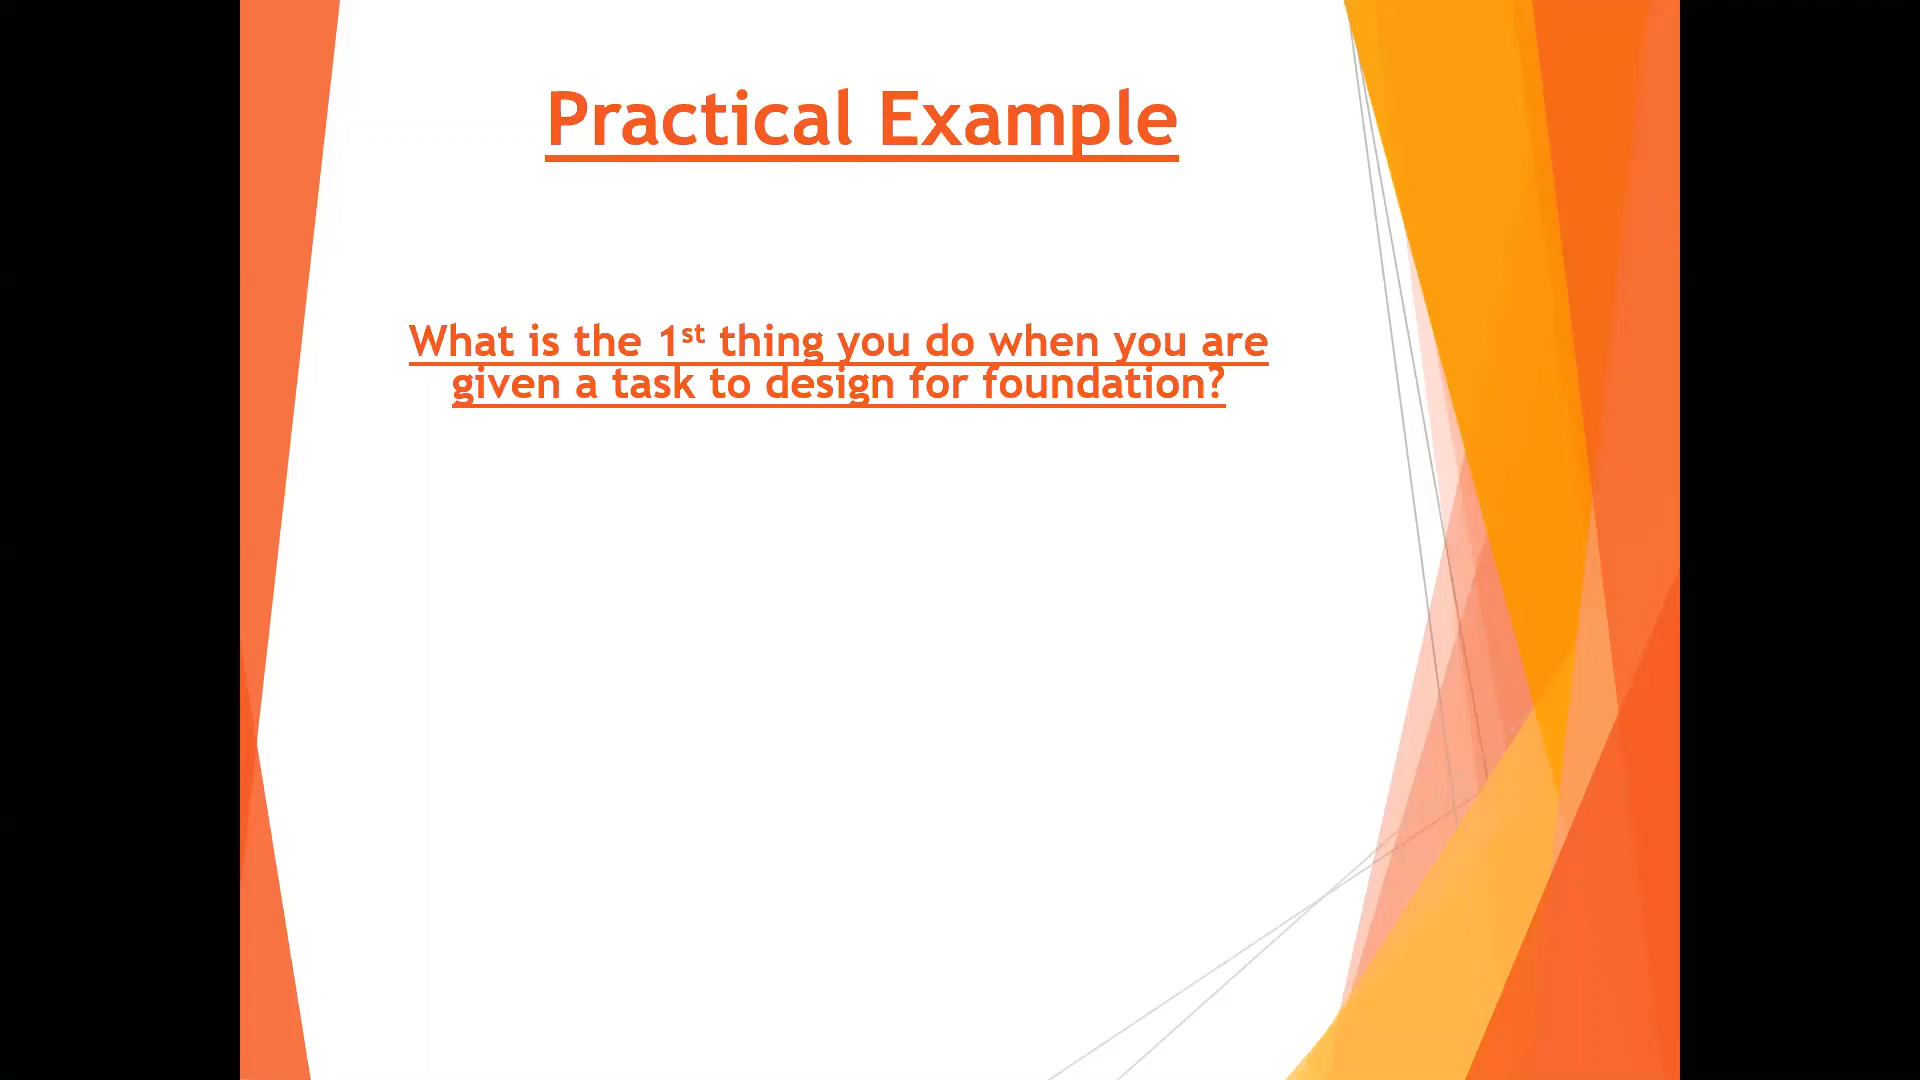 Practical Example
What is the 1st thing you do when you are
given a task to design for foundation?